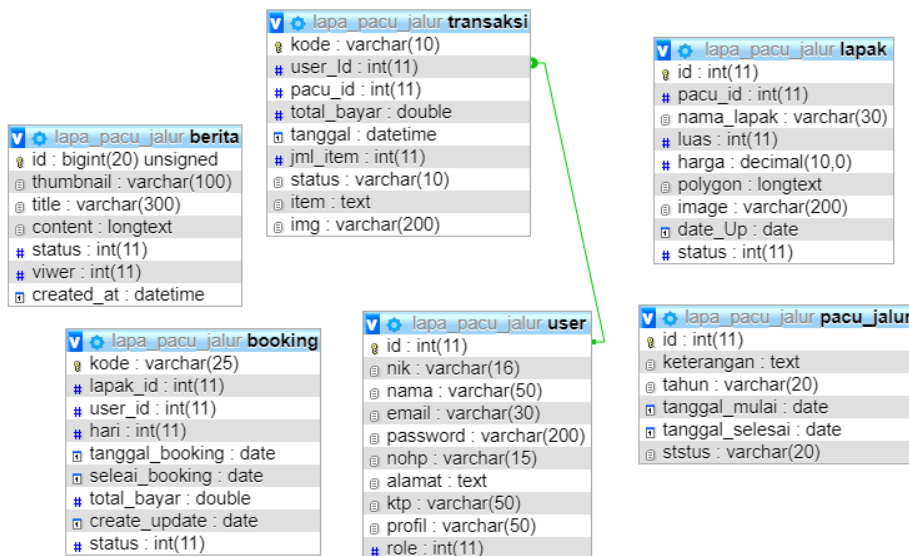 lapa_pacu_jalur transaksi
kode : varchar(10)
user_Id : int(11)
pacu_id : int(11)
total_bayar : double
tanggal : datetime
jml_item : int(11)
status : varchar(10)
item : text
img : varchar(200)
lapa_pacu_jalur lapak
id : int(11)
pacu_id : int(11)
nama_lapak : varchar(30)
luas : int(11)
harga : decimal(10,0)
polygon : longtext
image : varchar(200)
date_Up : date
status : int(11)
lapa_pacu_jalur berita
id : bigint(20) unsigned
thumbnail : varchar(100)
title : varchar(300)
content : longtext
status : int(11)
viwer : int(11)
created_at : datetime
lapa_pacu_jalur booking
kode : varchar(25)
lapak_id : int(11)
user_id : int(11)
hari : int(11)
tanggal_booking : date
seleai_booking : date
total_bayar : double
create_update : date
status : int(11)
lapa_pacu_jalur user
id : int(11)
nik : varchar(16)
nama : varchar(50)
email : varchar(30)
password : varchar(200)
nohp : varchar(15)
alamat : text
ktp : varchar(50)
profil : varchar(50)
role : int(11)
lapa_pacu_jalur pacu_jalur
id : int(11)
keterangan : text
tahun : varchar(20)
tanggal_mulai : date
tanggal_selesai : date
ststus : varchar(20)